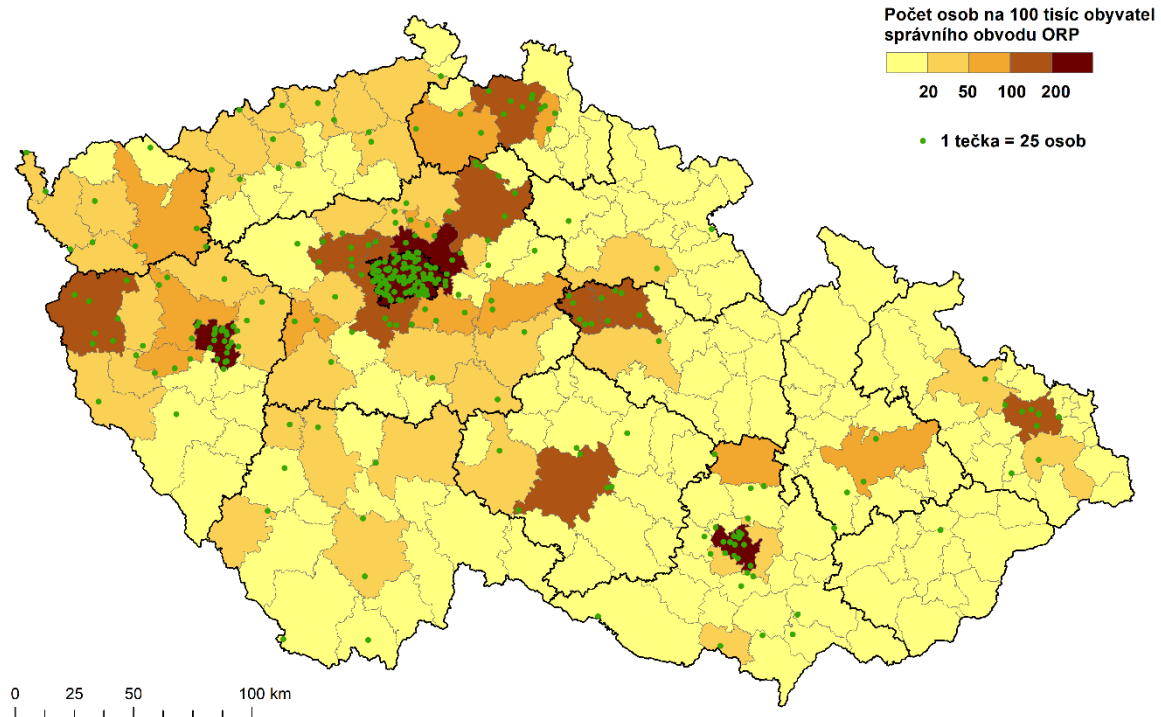 Počet osob na 100 tisíc obyvatel
správního obvodu ORP
20 50 100 200
1 tečka = 25 osob
0 25 50 100 km